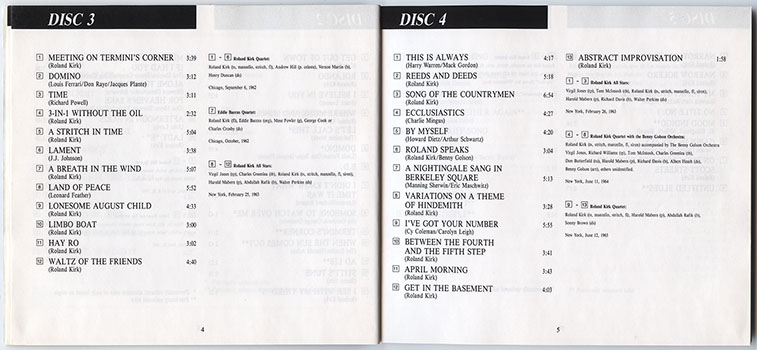 DISC 3
1 MEETING ON TERMINI'S CORNER 3:39
(Roland Kirk)
2 DOMINO 3:12
(Louis Ferrari/Don Raye/Jacques Plante)
3 TIME 3:11
(Richard Powell)
4 3-IN-1 WITHOUT THE OIL 2:32
(Roland Kirk)
5 A STRITCH IN TIME 5:04
(Roland Kirk)
6 LAMENT 3:38
(J.J. Johnson)
7 A BREATH IN THE WIND 5:07
(Roland Kirk)
8 LAND OF PEACE 5:52
(Leonard Feather)
9 LONESOME AUGUST CHILD 4:33
(Roland Kirk)
10 LIMBO BOAT 3:00
(Roland Kirk)
11 HAY RO 3:02
(Roland Kirk)
12 WALTZ OF THE FRIENDS 4:40
(Roland Kirk)
1 - 6 Roland Kirk Quartet:
Roland Kirk (ts, manzello, stritch, fl), Andrew Hill (p, celeste), Vernon Martin (b),
Henry Duncan (ds)
Chicago, September 6, 1962
7 Eddie Baccus Quartet:
Roland Kirk (fl), Eddie Baccus (org), Muse Fowler (g), George Cook or
Charles Crosby (ds)
Chicago, October, 1962
8 - 12 Roland Kirk All Stars:
Virgil Jones (tp), Charles Greenlea (tb), Roland Kirk (ts, stritch, manzello, fl, siren),
Harold Mabern (p), Abdullah Rafik (b), Walter Perkins (ds)
New York, February 25, 1963
4
DISC 4
1 THIS IS ALWAYS 4:17
(Harry Warren/Mack Gordon)
2 REEDS AND DEEDS 5:18
(Roland Kirk)
3 SONG OF THE COUNTRYMEN 6:54
(Roland Kirk)
4 ECCLUSIASTICS 4:27
(Charlie Mingus)
5 BY MYSELF 4:20
(Howard Dietz/Arthur Schwartz)
6 ROLAND SPEAKS 3:04
(Roland Kirk/Benny Golson)
7 A NIGHTINGALE SANG IN
BERKELEY SQUARE 5:13
(Manning Sherwin/Eric Maschwitz)
8 VARIATIONS ON A THEME
OF HINDEMITH 3:28
(Roland Kirk)
9 I'VE GOT YOUR NUMBER 5:55
(Cy Coleman/Carolyn Leigh)
10 BETWEEN THE FOURTH
AND THE FIFTH STEP 3:41
(Roland Kirk)
11 APRIL MORNING 3:43
(Roland Kirk)
12 GET IN THE BASEMENT 4:03
(Roland Kirk)
13 ABSTRACT IMPROVISATION 1:58
(Roland Kirk)
1 - 3 Roland Kirk All Stars:
Virgil Jones (tp), Tom McIntosh (tb), Roland Kirk (ts, stritch, manzello, fl, siren),
Harold Mabern (p), Richard Davis (b), Walter Perkins (ds)
New York, February 26, 1963
4 - 8 Roland Kirk Quartet with the Benny Golson Orchestra:
Roland Kirk (ts, stritch, manzello, fl, siren) accompanied by The Benny Golson Orchestra
Virgil Jones, Richard Williams (tp), Tom McIntosh, Charles Greenlea (tb),
Don Butterfield (tu), Harold Mabern (p), Richard Davis (b), Albert Heath (ds),
Benny Golson (arr), others unidentified.
New York, June 11, 1964
9 - 13 Roland Kirk Quartet:
Roland Kirk (ts, manzello, stritch, fl), Harold Mabern (p), Abdullah Rafik (b),
Sonny Brown (ds)
New York, June 12, 1963
5